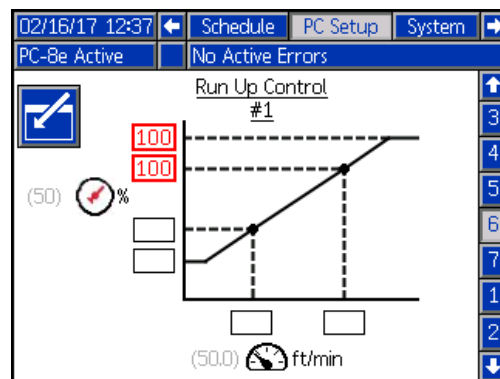 02/16/17 12:37 Schedule PC Setup System
PC-8e Active No Active Errors
Run Up Control
#1
100
100
(50) %
(50.0) ft/min
3
4
5
6
7
1
2